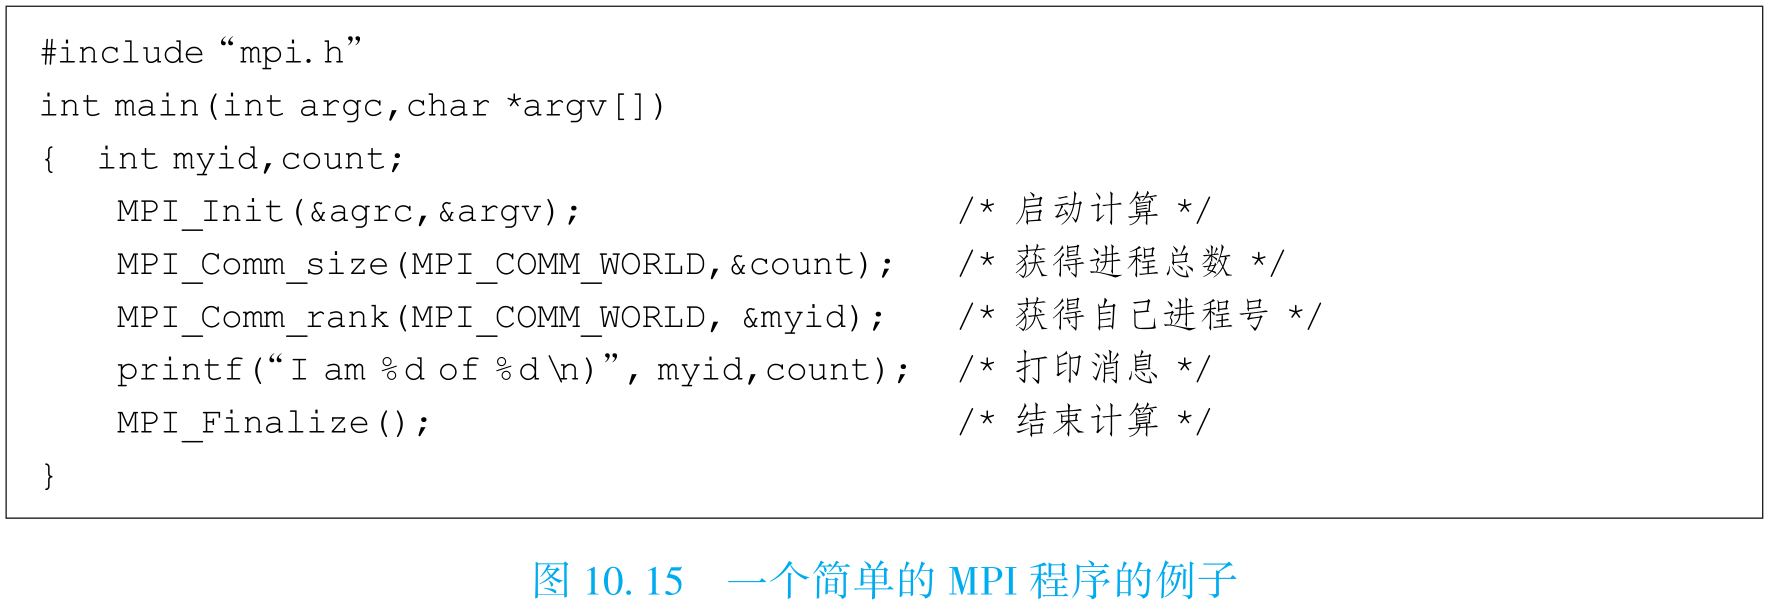 #include “mpi.h”
int main(int argc,char *argv[])
{ int myid,count;
MPI_Init(&agrc,&argv); /* 启动计算 */
MPI_Comm_size(MPI_COMM_WORLD,&count); /* 获得进程总数 */
MPI_Comm_rank(MPI_COMM_WORLD, &myid); /* 获得自己进程号 */
printf(“I am %d of %d\n)”, myid,count); /* 打印消息 */
MPI_Finalize(); /* 结束计算 */
}
图 10.15 一个简单的 MPI 程序的例子